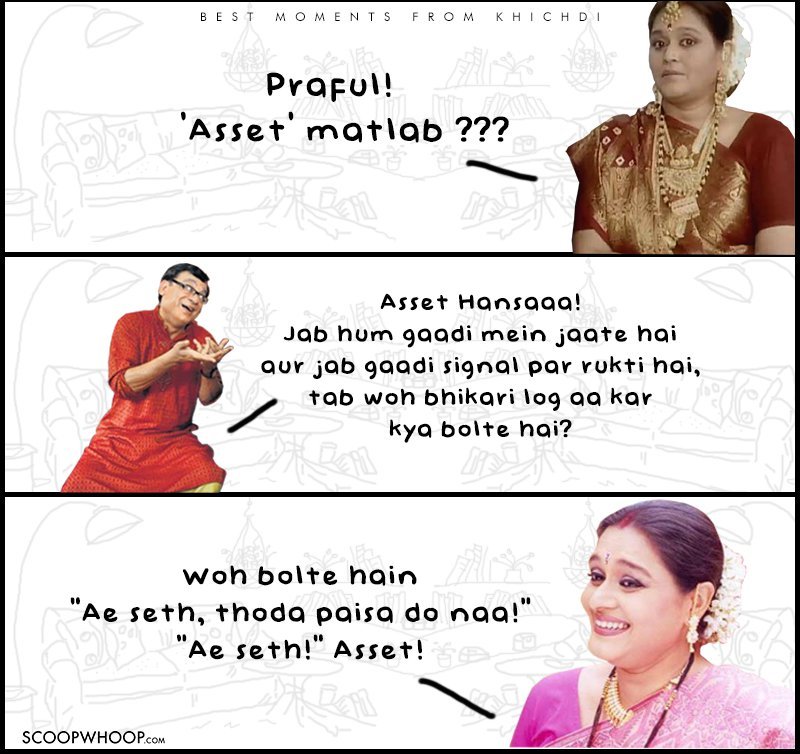 BEST MOMENTS FROM KHICHDI
Praful!
'Asset' matlab ???
Asset Hansaaa!
Jab hum gaadi mein jaate hai
aur jab gaadi signal par rukti hai,
tab woh bhikari log aa kar
kya bolte hai?
Woh bolte hain
"Ae seth, thoda paisa do naa!"
"Ae seth!" Asset!
SCOOPWHOOP.COM